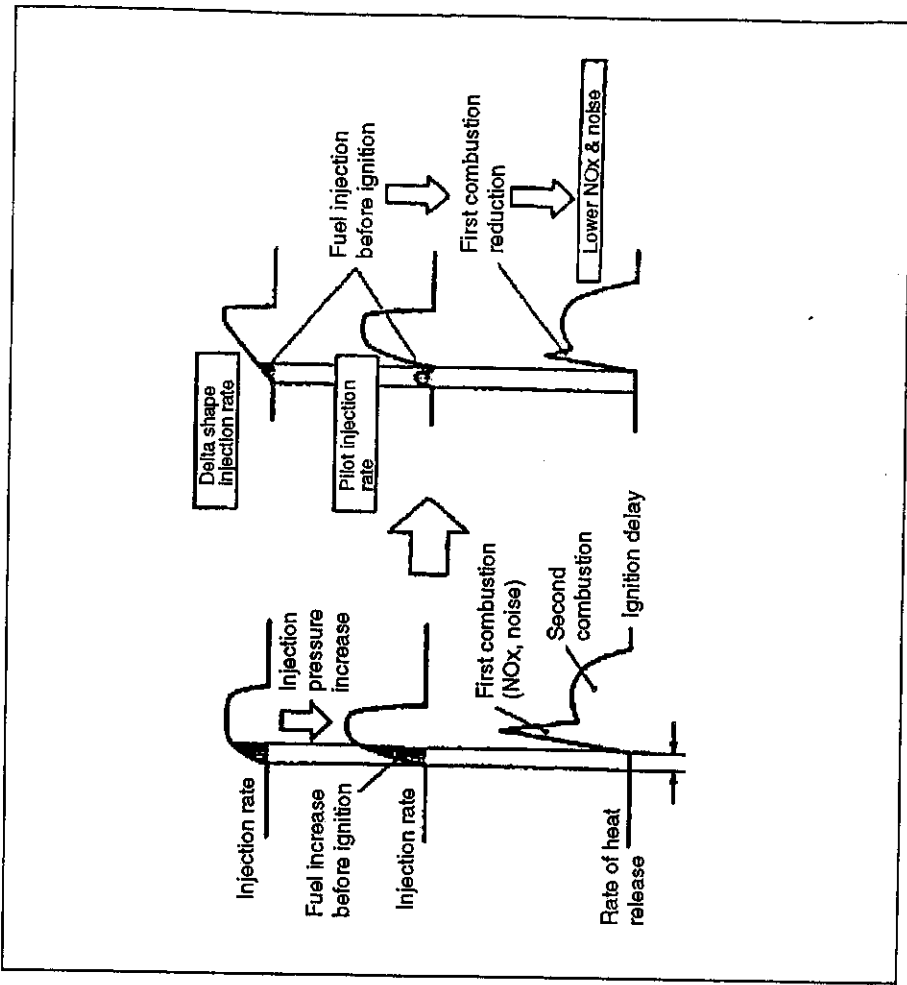 Injection rate
Injection
pressure
increase
Fuel increase
before ignition
Injection rate
First combustion
(NOx, noise)
Second
combustion
Rate of heat
release
Ignition delay
Delta shape
injection rate
Pilot injection
rate
Fuel injection
before ignition
First combustion
reduction
Lower NOx & noise